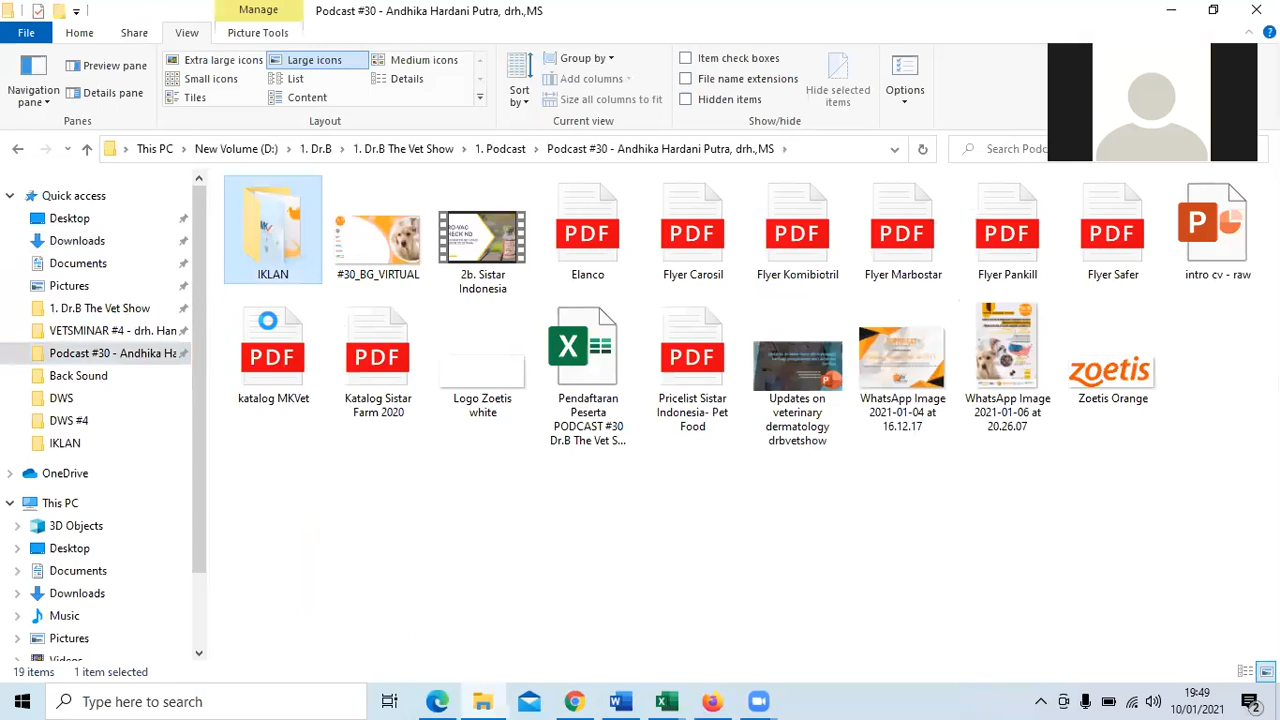 Manage
Podcast #30 - Andhika Hardani Putra, drh.,MS
File
Home
Share
View
Picture Tools
Navigation pane
Preview pane
Details pane
Panes
Extra large icons
Large icons
Medium icons
Small icons
List
Details
Tiles
Content
Layout
Sort by
Group by
Add columns
Size all columns to fit
Current view
Item check boxes
File name extensions
Hidden items
Hide selected items
Show/hide
Options
This PC
New Volume (D:)
1. Dr.B
1. Dr.B The Vet Show
1. Podcast
Podcast #30 - Andhika Hardani Putra, drh.,MS
Search Podc
Quick access
Desktop
Downloads
Documents
Pictures
1. Dr.B The Vet Show
VETSMINAR #4 - drh. Han
Podcast #30 - Andhika Ha
Back Sound
DWS
DWS #4
IKLAN
OneDrive
This PC
3D Objects
Desktop
Documents
Downloads
Music
Pictures
Videos
IKLAN
#30_BG_VIRTUAL
2b. Sistar
Indonesia
PDF
Elanco
PDF
Flyer Carosil
PDF
Flyer Komibiotril
PDF
Flyer Marbostar
PDF
Flyer Pankill
PDF
Flyer Safer
P
intro cv - raw
PDF
katalog MKVet
PDF
Katalog Sistar
Farm 2020
Logo Zoetis
white
X
Pendaftaran
Peserta
PODCAST #30
Dr.B The Vet S...
PDF
Pricelist Sistar
Indonesia- Pet
Food
Updates on
veterinary
dermatology
drbvetshow
WhatsApp Image
2021-01-04 at
16.12.17
WhatsApp Image
2021-01-06 at
20.26.07
zoetis
Zoetis Orange
19 items
1 item selected
Type here to search
19:49
10/01/2021
2